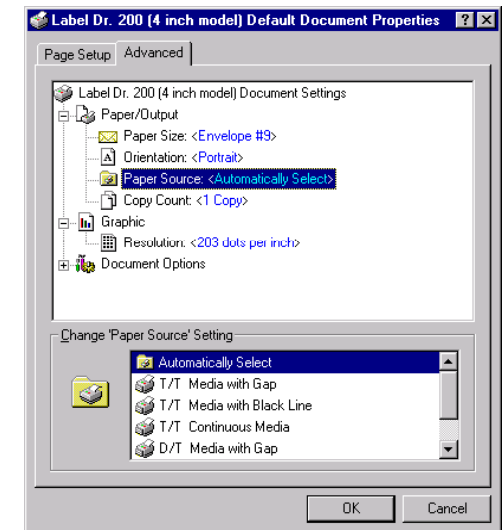 Label Dr. 200 (4 inch model) Default Document Properties
Page Setup
Advanced
Label Dr. 200 (4 inch model) Document Settings
Paper/Output
Paper Size: <Envelope #9>
Orientation: <Portrait>
Paper Source: <Automatically Select>
Copy Count: <1 Copy>
Graphic
Resolution: <203 dots per inch>
Document Options
Change 'Paper Source' Setting
Automatically Select
T/T Media with Gap
T/T Media with Black Line
T/T Continuous Media
D/T Media with Gap
OK
Cancel